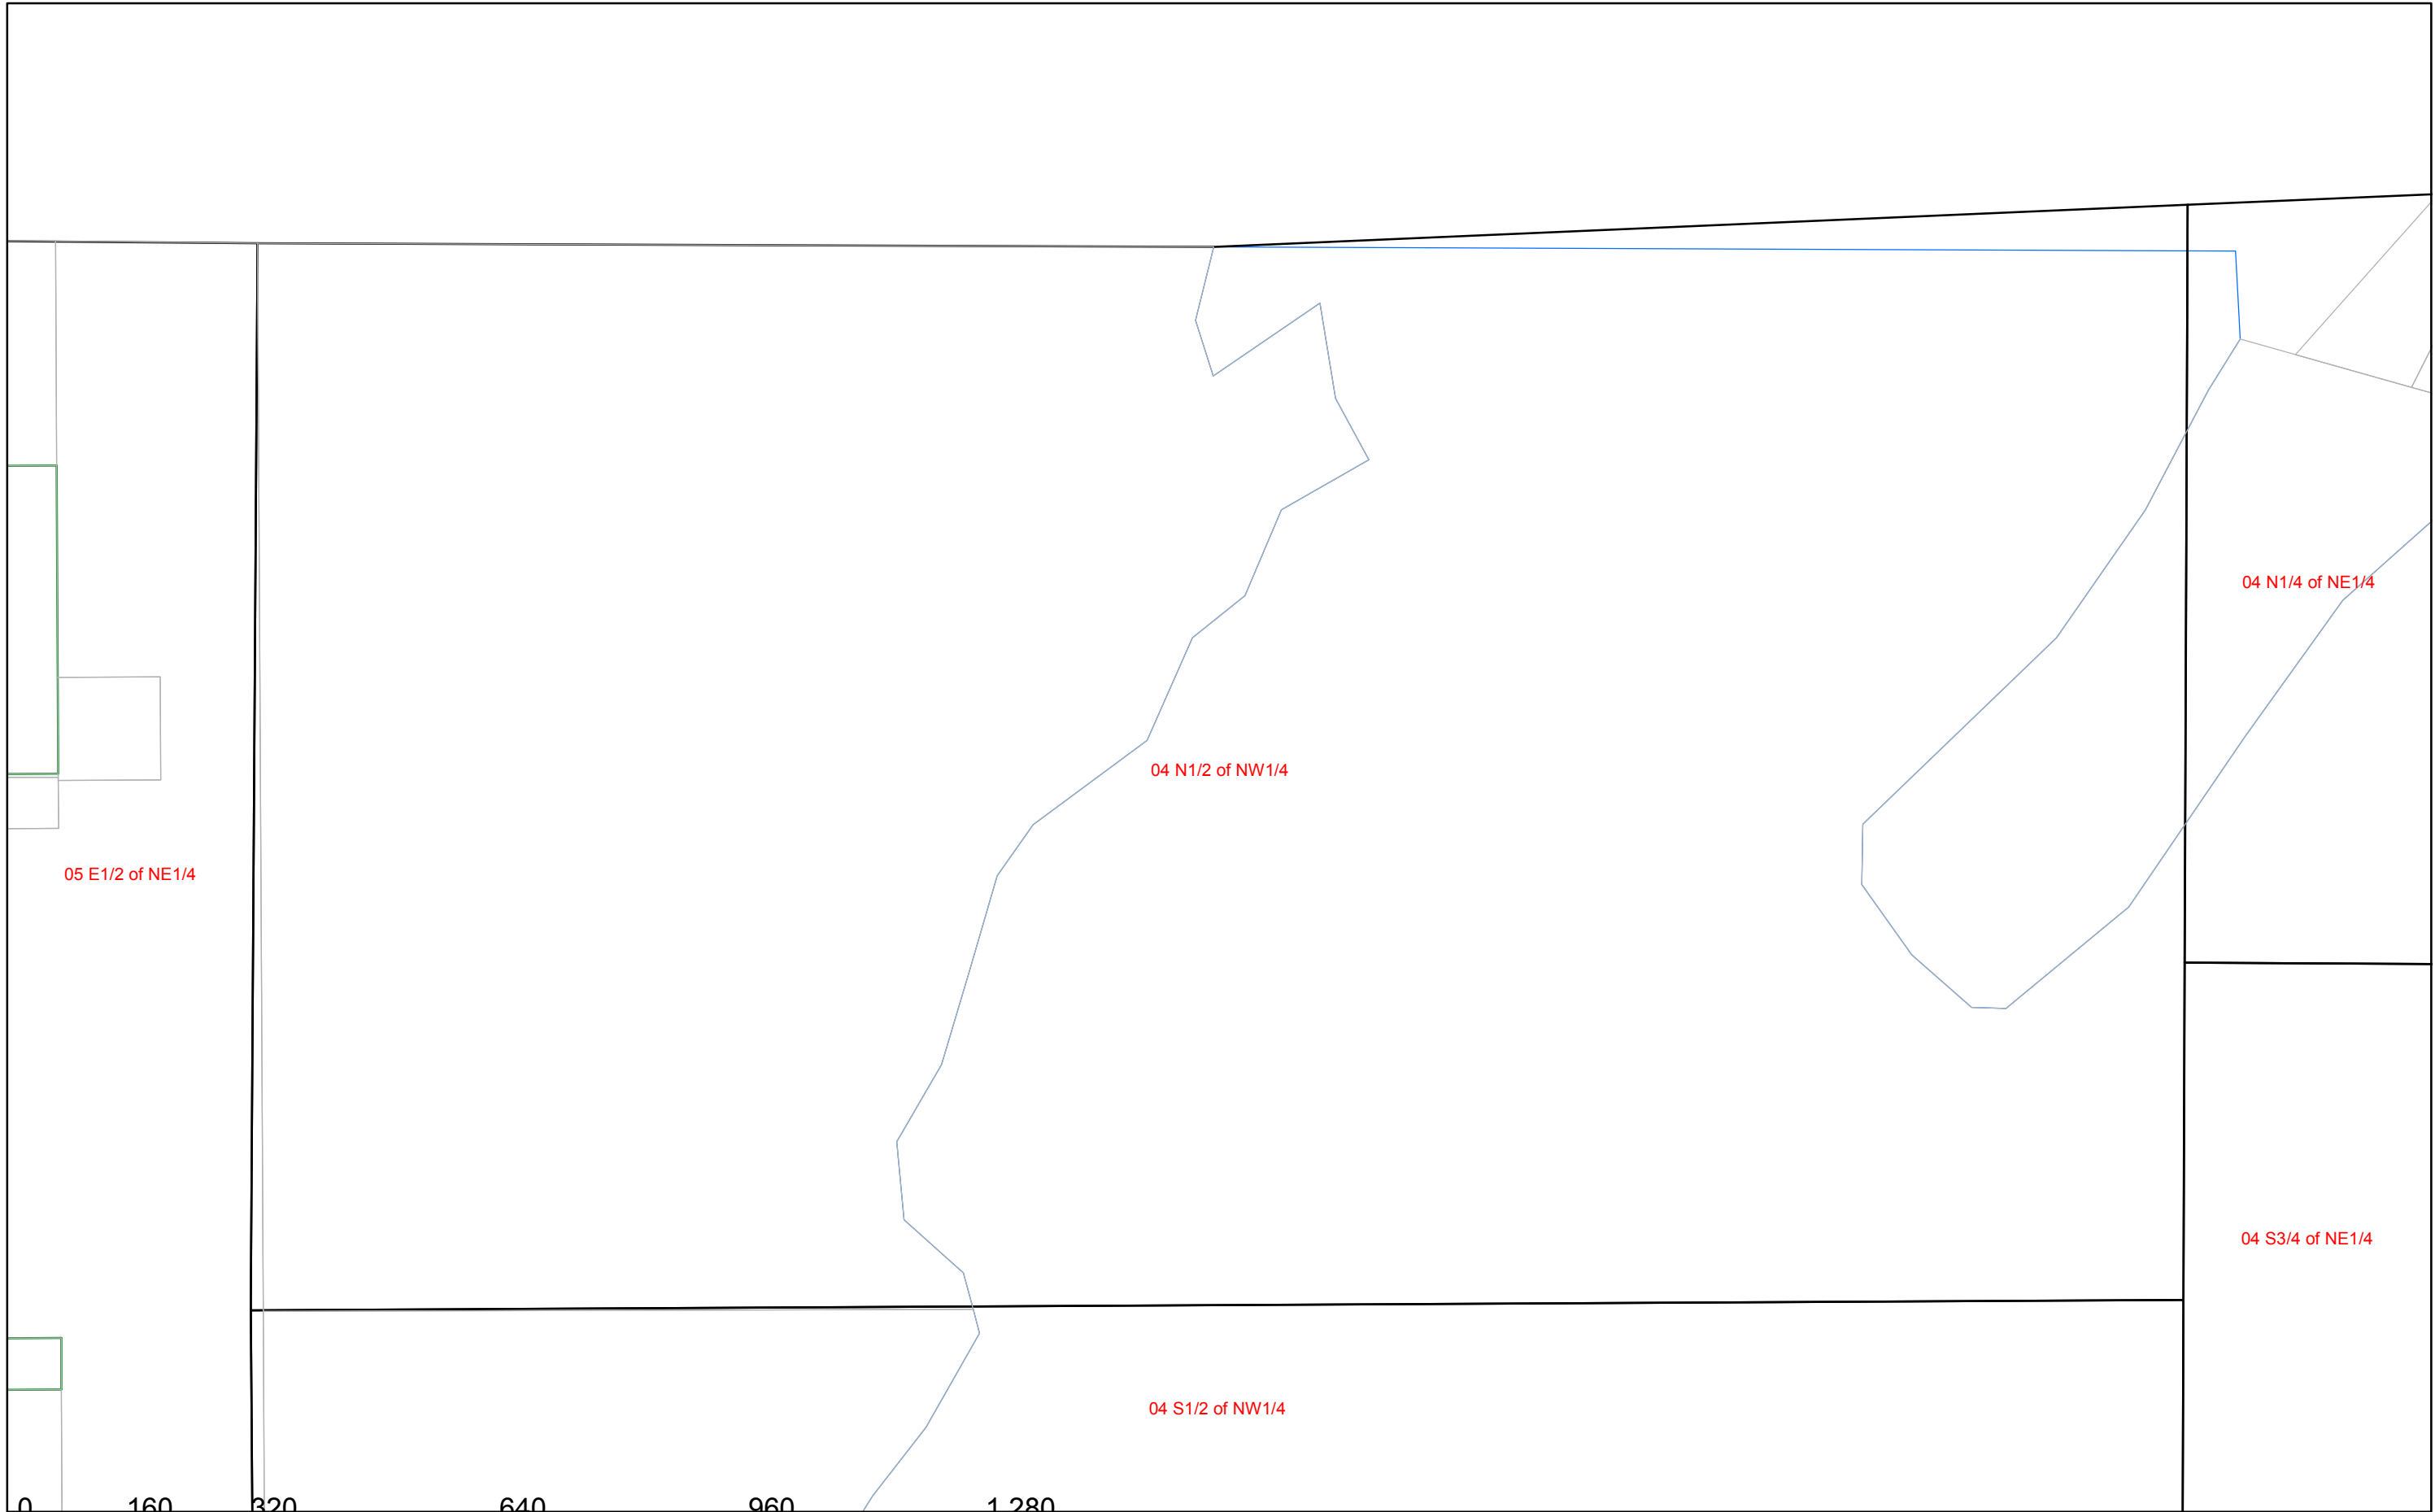 04 N1/4 of NE1/4
04 N1/2 of NW1/4
05 E1/2 of NE1/4
04 S3/4 of NE1/4
04 S1/2 of NW1/4
0 160 320 640 960 1,280